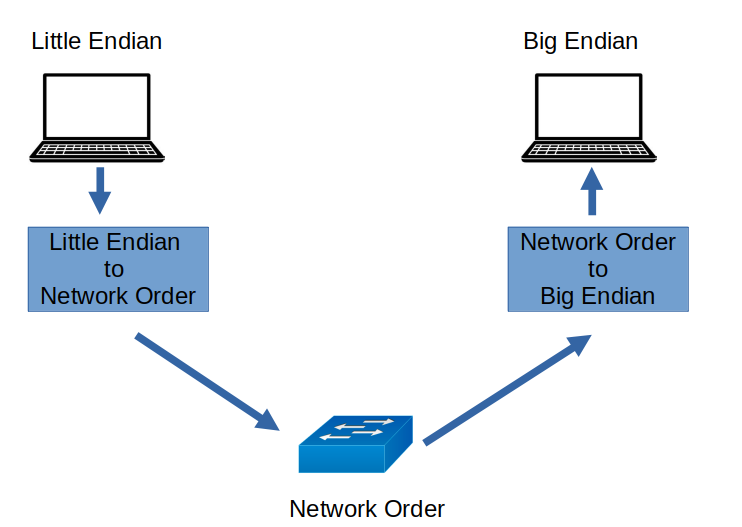 Little Endian
Big Endian
Little Endian
to
Network Order
Network Order
to
Big Endian
Network Order